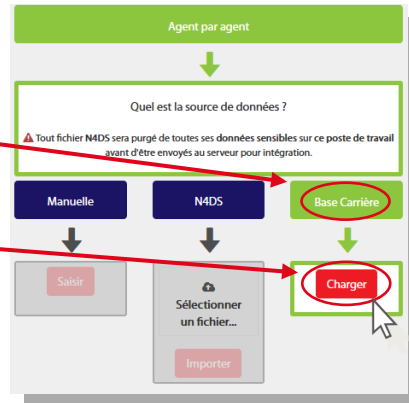 Agent par agent
Quel est la source de données ?
Tout fichier N4DS sera purgé de toutes ses données sensibles sur ce poste de travail
avant d'être envoyés au serveur pour intégration.
Manuelle
N4DS
Base Carrière
Saisir
Sélectionner
un fichier...
Importer
Charger